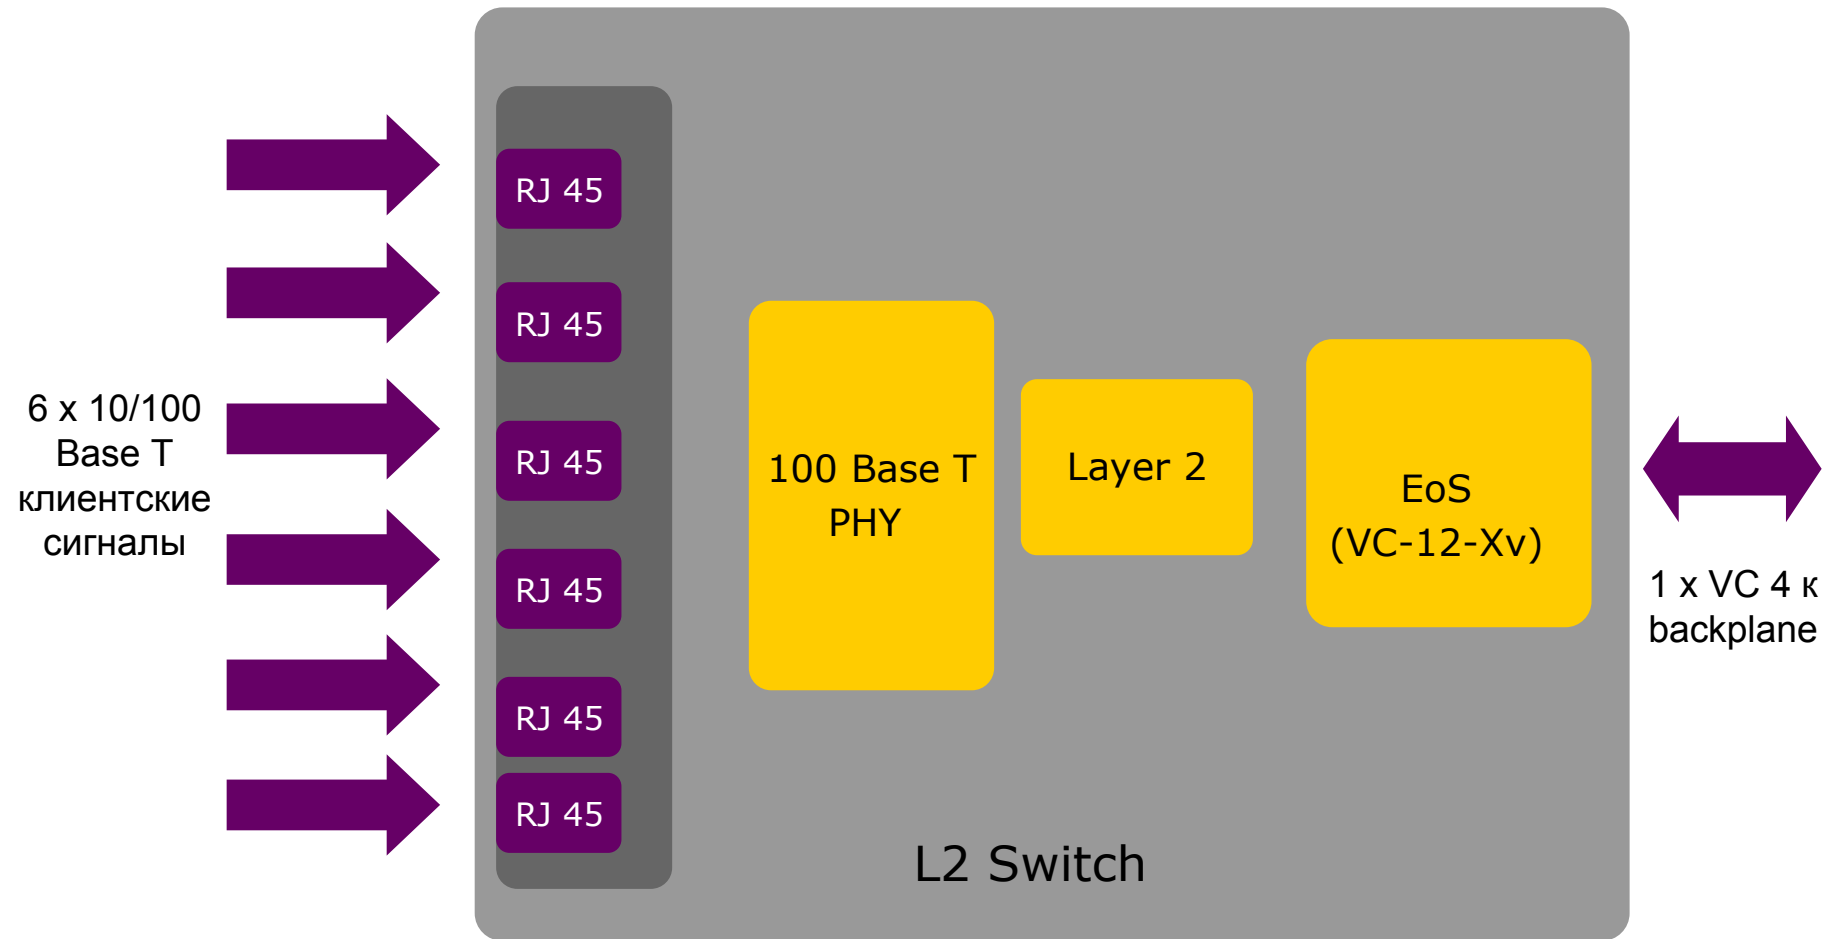 6 x 10/100
Base T
клиентские
сигналы
RJ 45
RJ 45
RJ 45
RJ 45
RJ 45
RJ 45
100 Base T
PHY
Layer 2
EoS
(VC-12-Xv)
1 x VC 4 к
backplane
L2 Switch